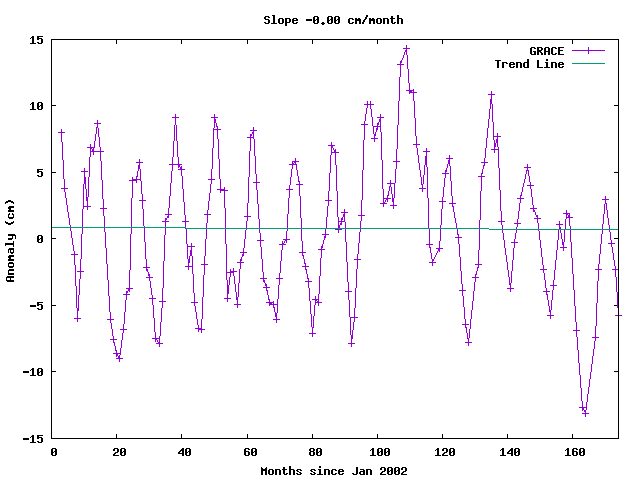 Slope -0.00 cm/month
GRACE
Trend Line
15
10
5
0
-5
-10
-15
Anomaly (cm)
0 20 40 60 80 100 120 140 160
Months since Jan 2002